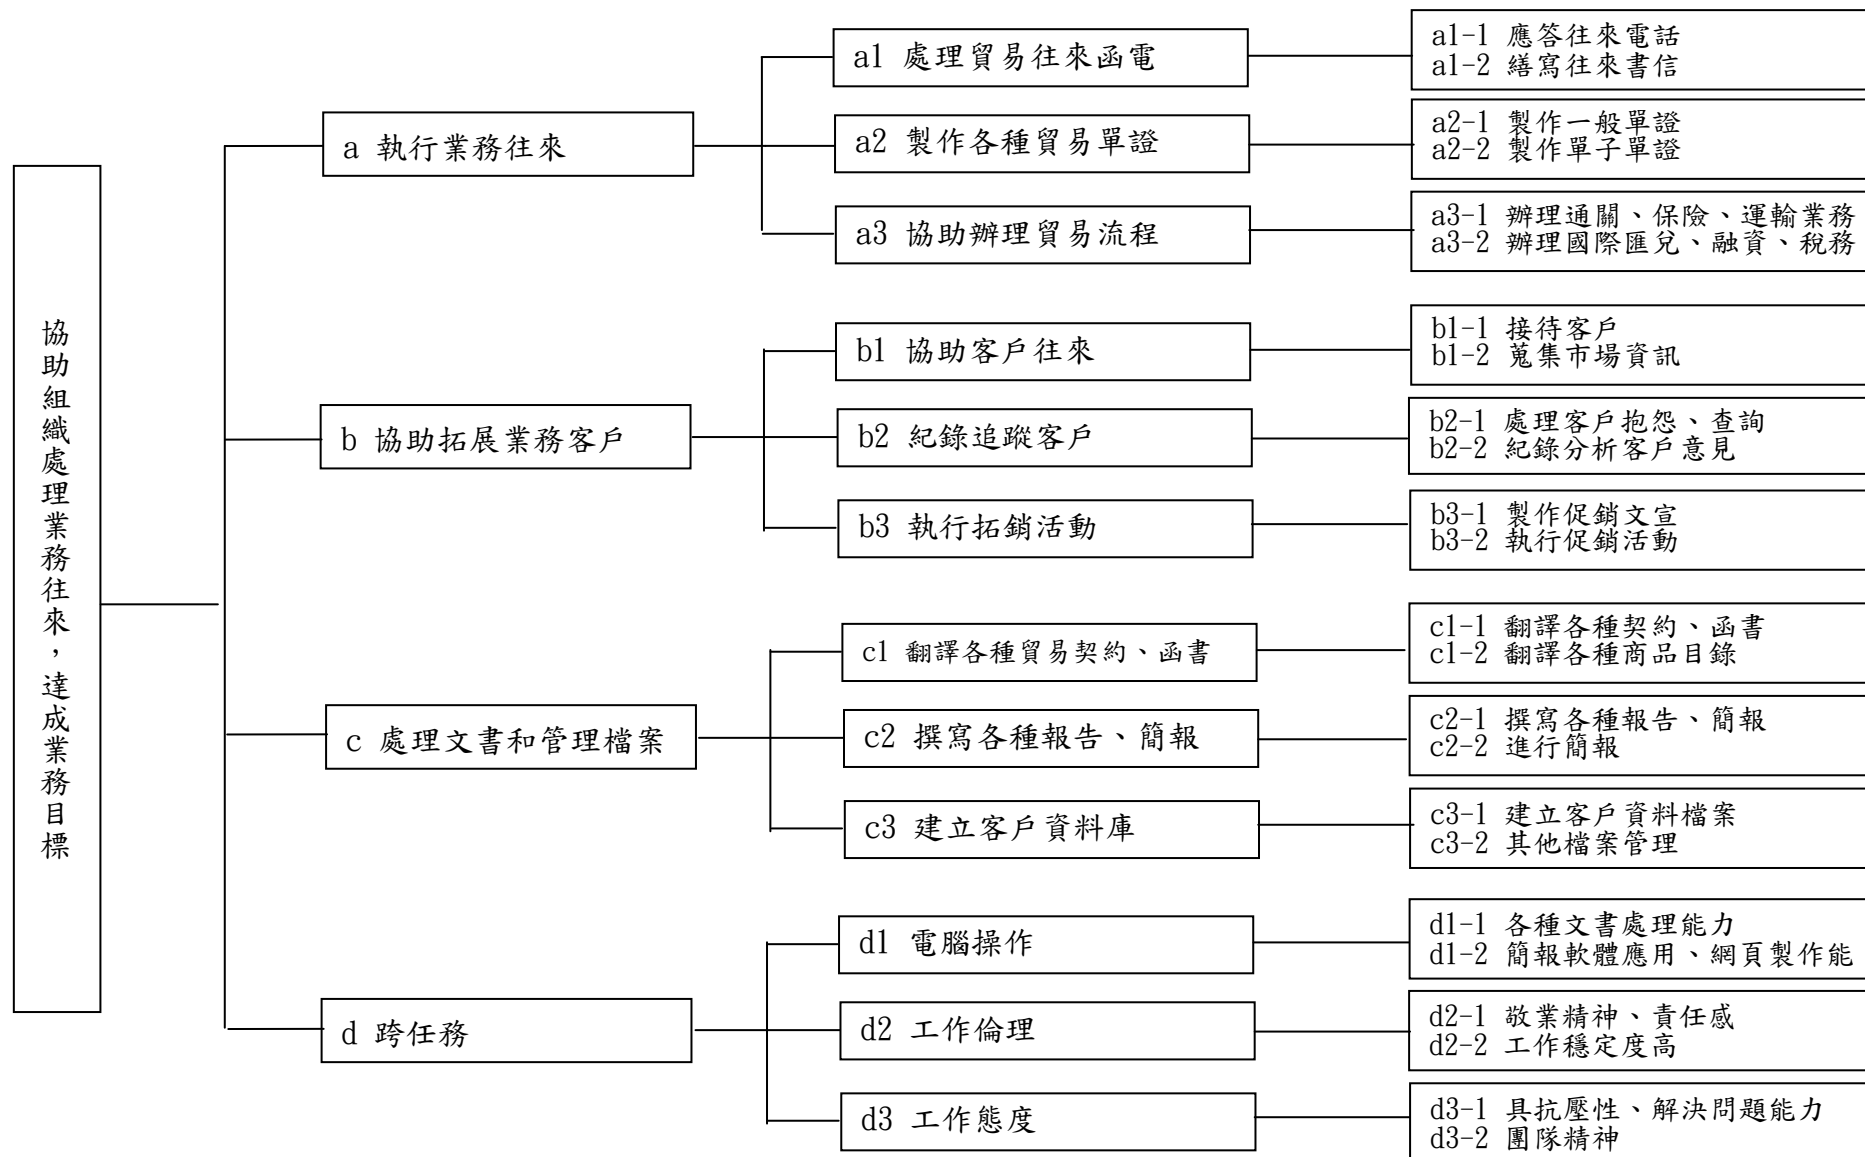 協助組織處理業務往來，達成業務目標
a 執行業務往來
a1 處理貿易往來函電
a1-1 應答往來電話
a1-2 繕寫往來書信
a2 製作各種貿易單證
a2-1 製作一般單證
a2-2 製作單子單證
a3 協助辦理貿易流程
a3-1 辦理通關、保險、運輸業務
a3-2 辦理國際匯兌、融資、稅務
b 協助拓展業務客戶
b1 協助客戶往來
b1-1 接待客戶
b1-2 蒐集市場資訊
b2 紀錄追蹤客戶
b2-1 處理客戶抱怨、查詢
b2-2 紀錄分析客戶意見
b3 執行拓銷活動
b3-1 製作促銷文宣
b3-2 執行促銷活動
c 處理文書和管理檔案
c1 翻譯各種貿易契約、函書
c1-1 翻譯各種契約、函書
c1-2 翻譯各種商品目錄
c2 撰寫各種報告、簡報
c2-1 撰寫各種報告、簡報
c2-2 進行簡報
c3 建立客戶資料庫
c3-1 建立客戶資料檔案
c3-2 其他檔案管理
d 跨任務
d1 電腦操作
d1-1 各種文書處理能力
d1-2 簡報軟體應用、網頁製作能
d2 工作倫理
d2-1 敬業精神、責任感
d2-2 工作穩定度高
d3 工作態度
d3-1 具抗壓性、解決問題能力
d3-2 團隊精神